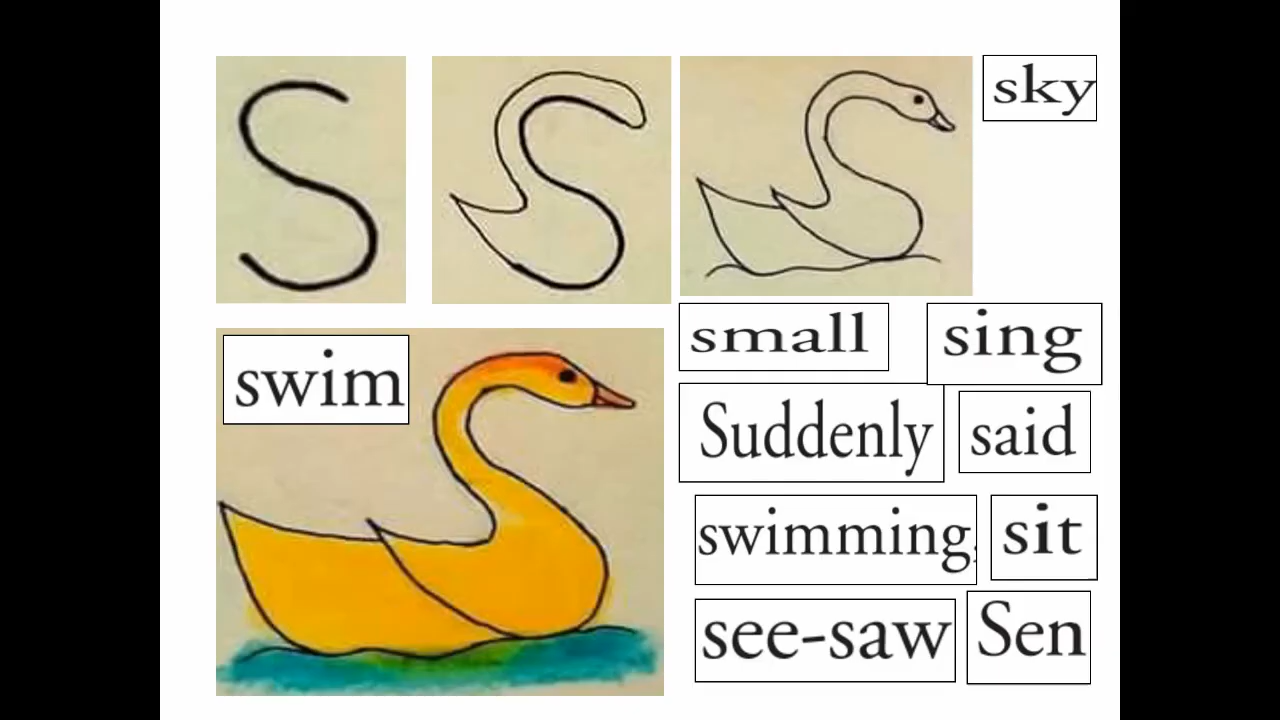 S
sky
small
sing
swim
Suddenly
said
swimming,
sit
see-saw
Sen